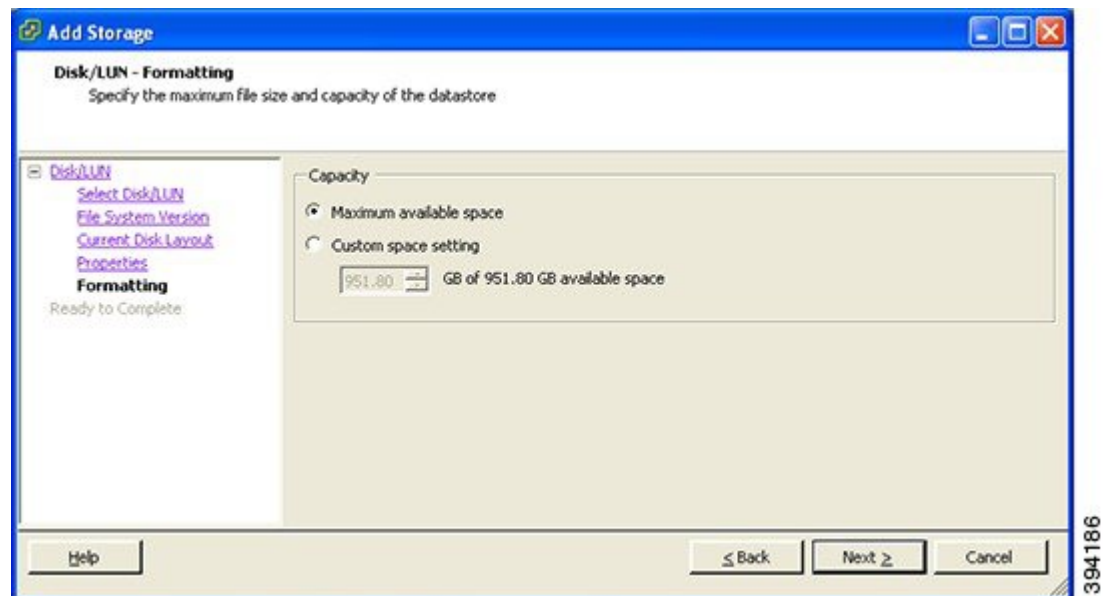 Add Storage
Disk/LUN - Formatting
Specify the maximum file size and capacity of the datastore
Disk/LUN
Select Disk/LUN
File System Version
Current Disk Layout
Properties
Formatting
Ready to Complete
Capacity
Maximum available space
Custom space setting
951.80 GB of 951.80 GB available space
Help
≤ Back
Next ≥
Cancel
394186